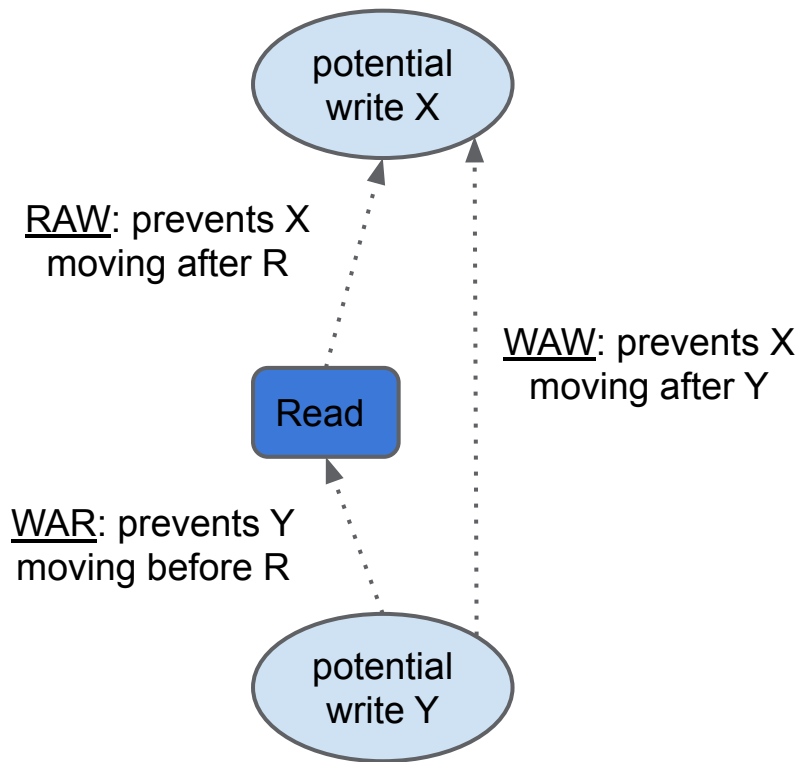 potential
write X
RAW: prevents X
moving after R
WAW: prevents X
moving after Y
Read
WAR: prevents Y
moving before R
potential
write Y